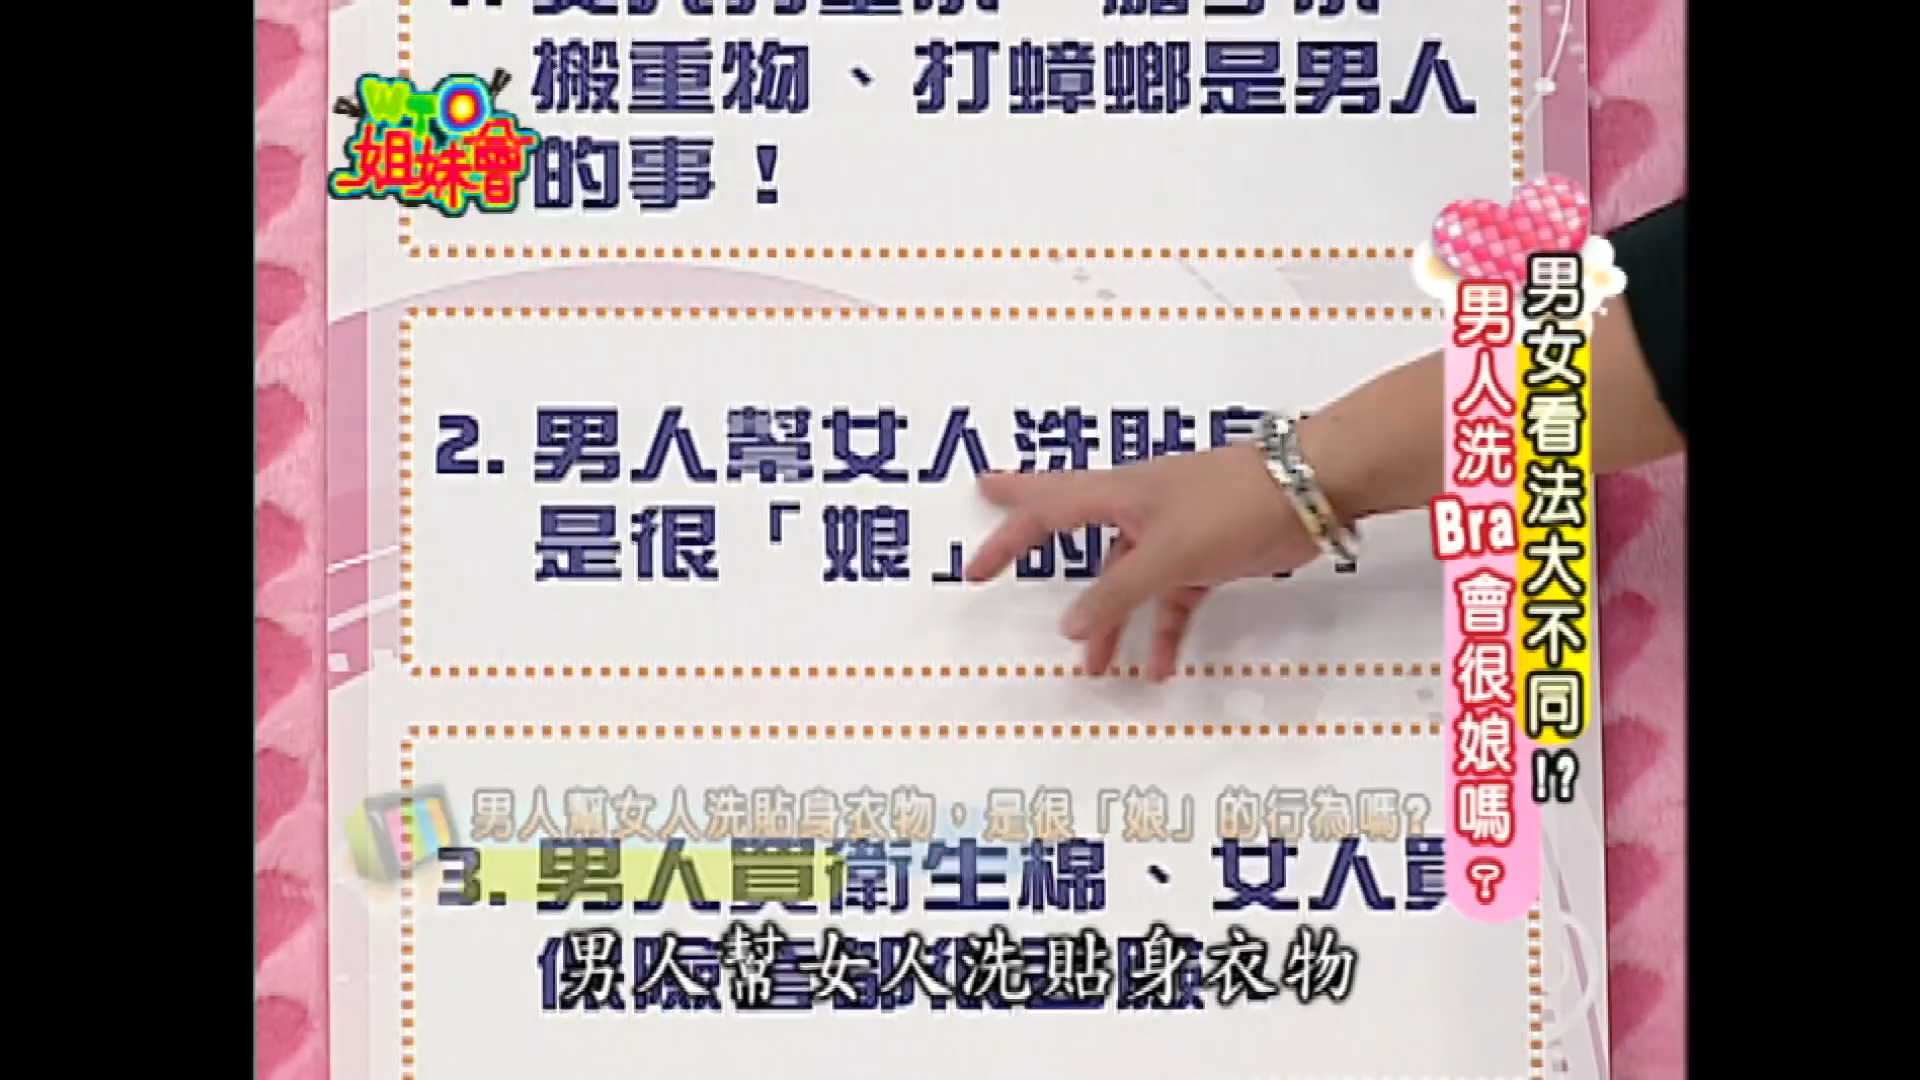 搬重物、打蟑螂是男人
的事！
WTO
姐妹會
男女看法大不同!?
男人洗Bra會很娘嗎？
2. 男人幫女人洗貼身
是很「娘」的
男人幫女人洗貼身衣物，是很「娘」的行為嗎？
3. 男人買衛生棉、女人買
男人幫女人洗貼身衣物